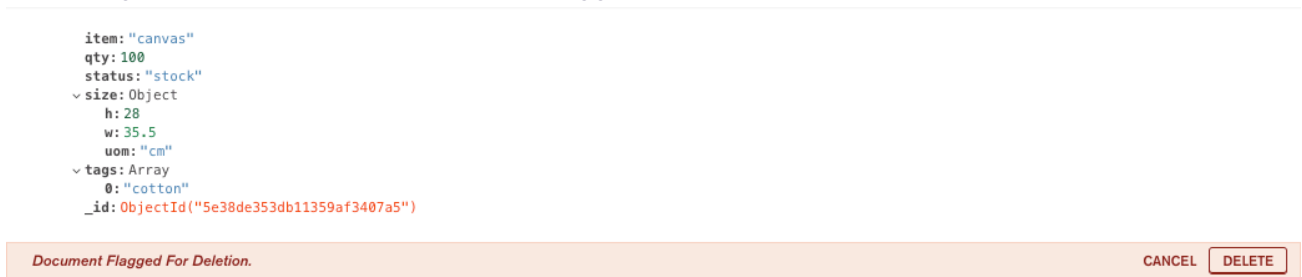 item: "canvas"
qty: 100
status: "stock"
size: Object
h: 28
w: 35.5
uom: "cm"
tags: Array
0: "cotton"
_id: ObjectId("5e38de353db11359af3407a5")
Document Flagged For Deletion. CANCEL DELETE